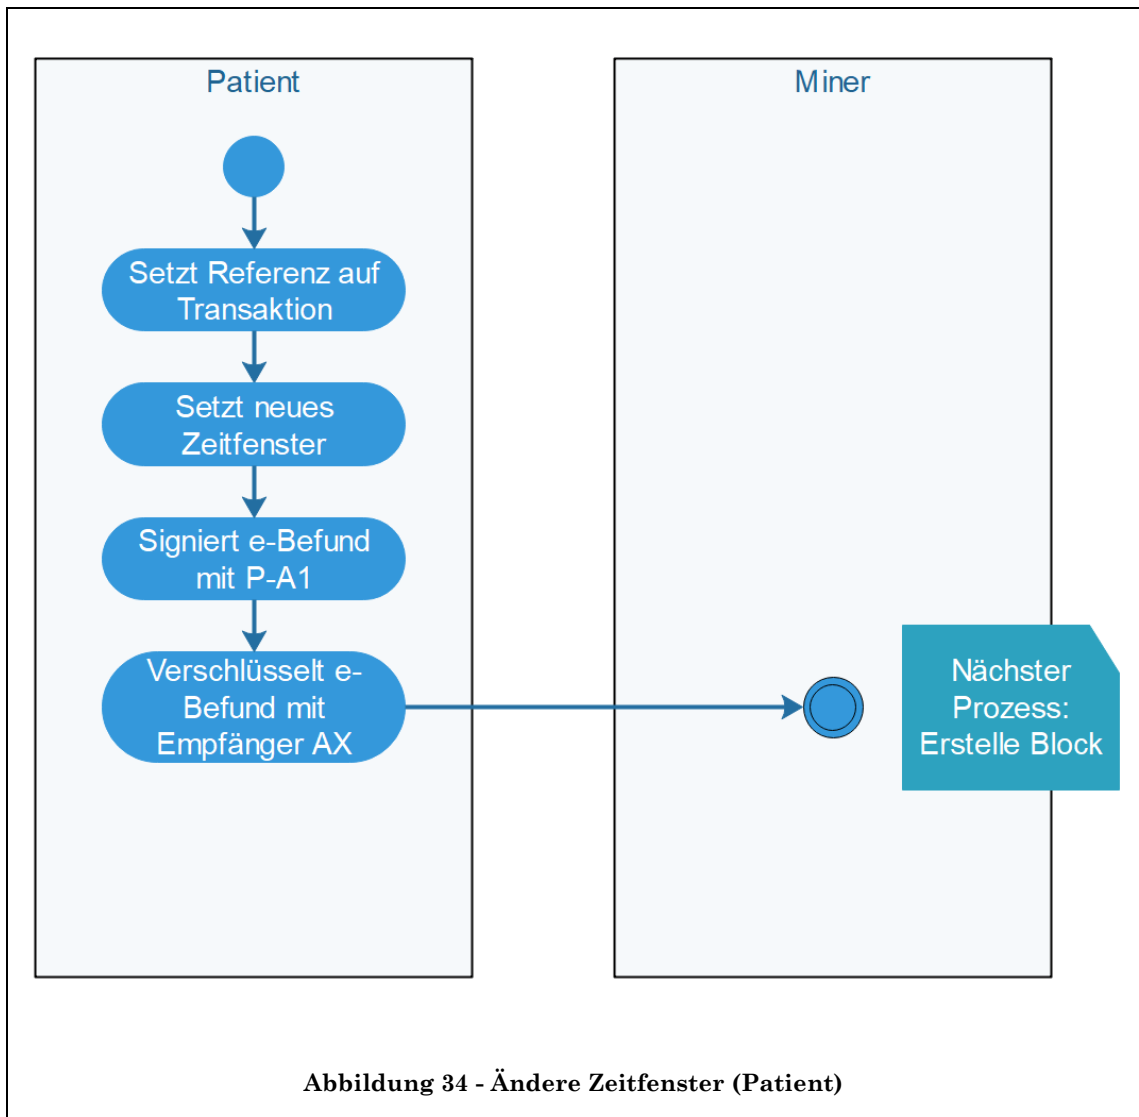 Patient
Miner
Setzt Referenz auf
Transaktion
Setzt neues
Zeitfenster
Signiert e-Befund
mit P-A1
Verschlüsselt e-
Befund mit
Empfänger AX
Nächster
Prozess:
Erstelle Block
Abbildung 34 - Ändere Zeitfenster (Patient)